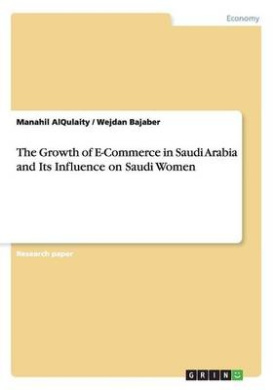 Economy
Manahil AlQulaity / Wejdan Bajaber
The Growth of E-Commerce in Saudi Arabia
and Its Influence on Saudi Women
Research paper
GRIN